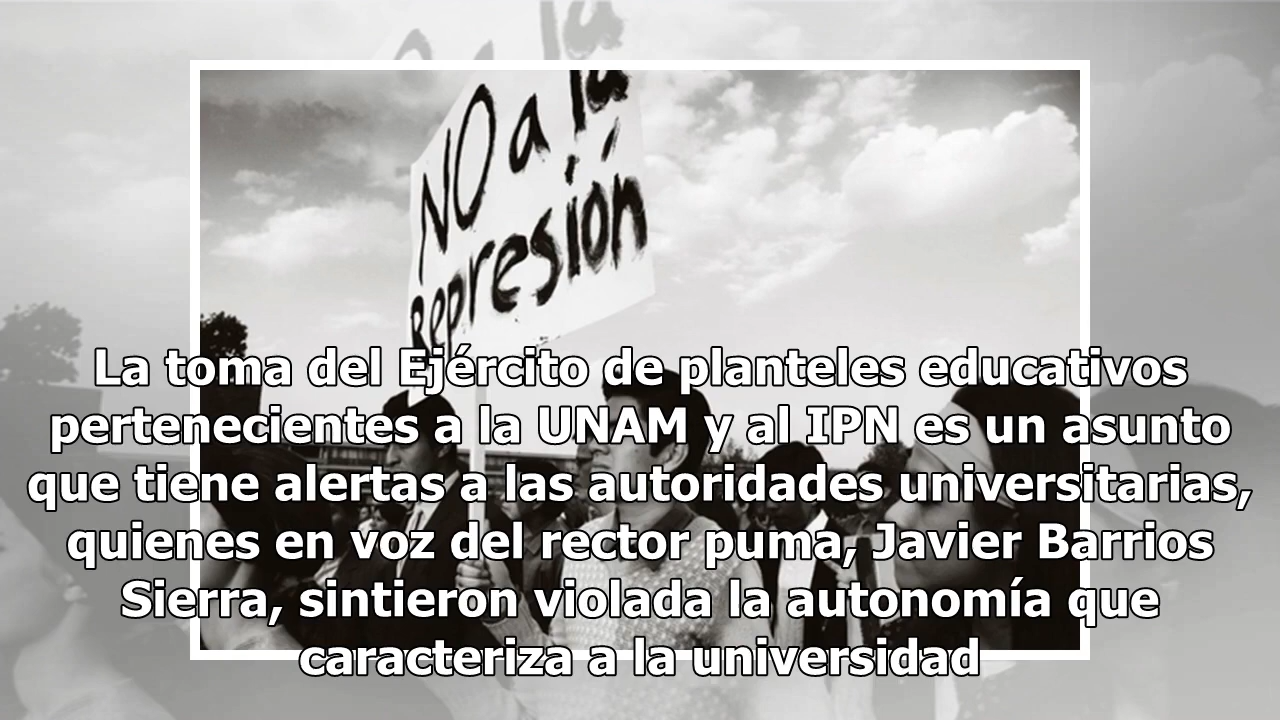 NO a la
Represión
La toma del Ejército de planteles educativos
pertenecientes a la UNAM y al IPN es un asunto
que tiene alertas a las autoridades universitarias,
quienes en voz del rector puma, Javier Barrios
Sierra, sintieron violada la autonomía que
caracteriza a la universidad